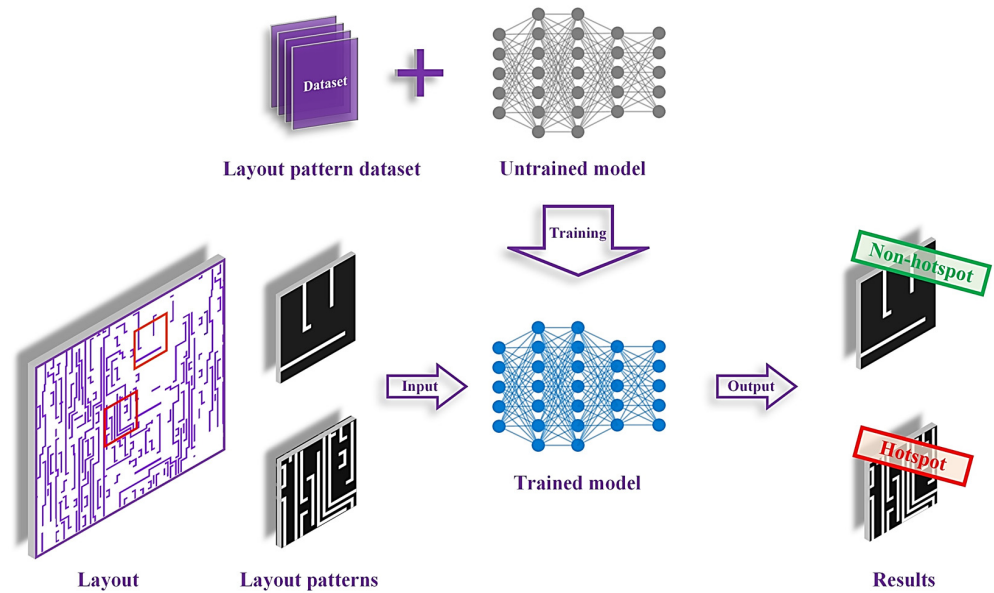 Dataset
Layout pattern dataset
Untrained model
Training
Non-hotspot
Input
Output
Hotspot
Trained model
Layout
Layout patterns
Results